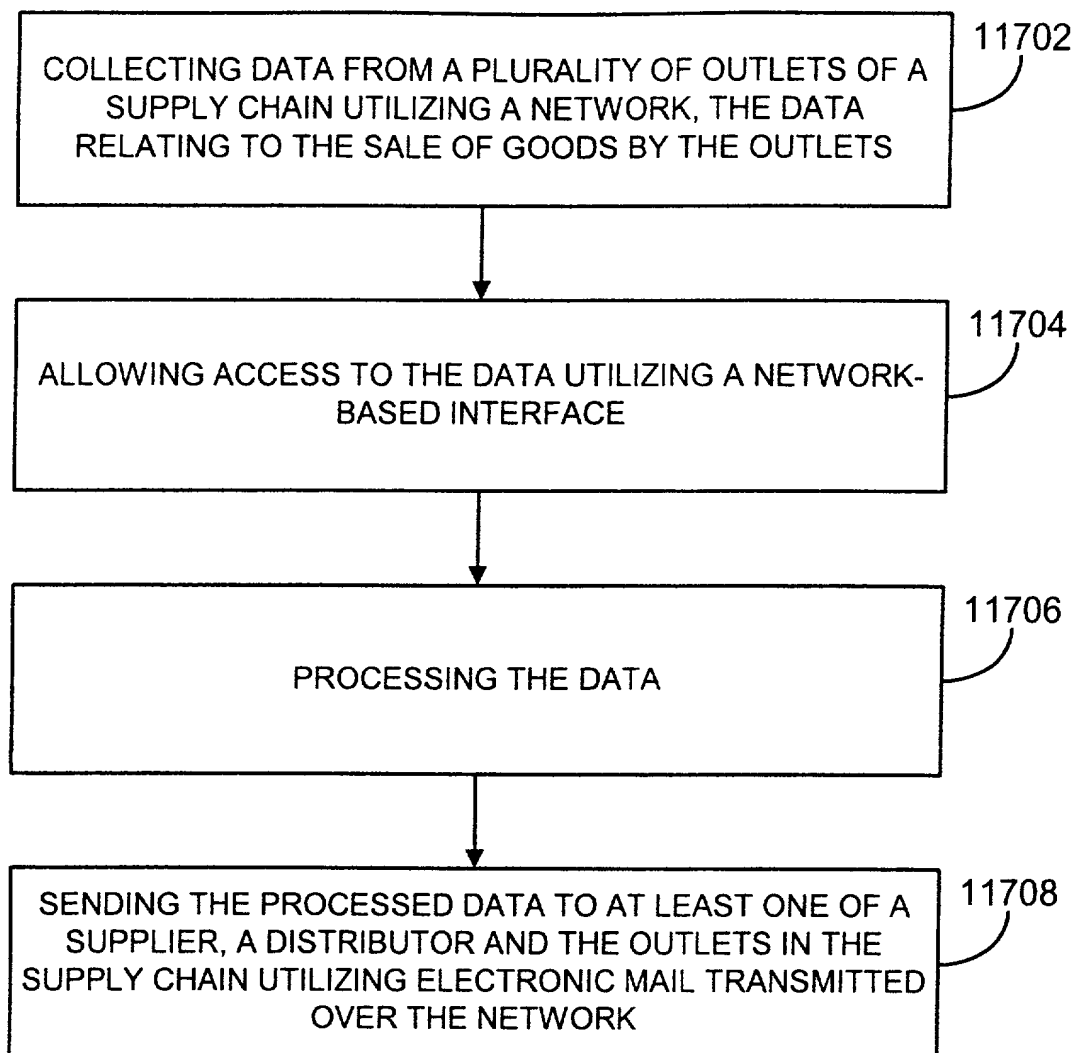 11702
COLLECTING DATA FROM A PLURALITY OF OUTLETS OF A
SUPPLY CHAIN UTILIZING A NETWORK, THE DATA
RELATING TO THE SALE OF GOODS BY THE OUTLETS
11704
ALLOWING ACCESS TO THE DATA UTILIZING A NETWORK-
BASED INTERFACE
11706
PROCESSING THE DATA
11708
SENDING THE PROCESSED DATA TO AT LEAST ONE OF A
SUPPLIER, A DISTRIBUTOR AND THE OUTLETS IN THE
SUPPLY CHAIN UTILIZING ELECTRONIC MAIL TRANSMITTED
OVER THE NETWORK